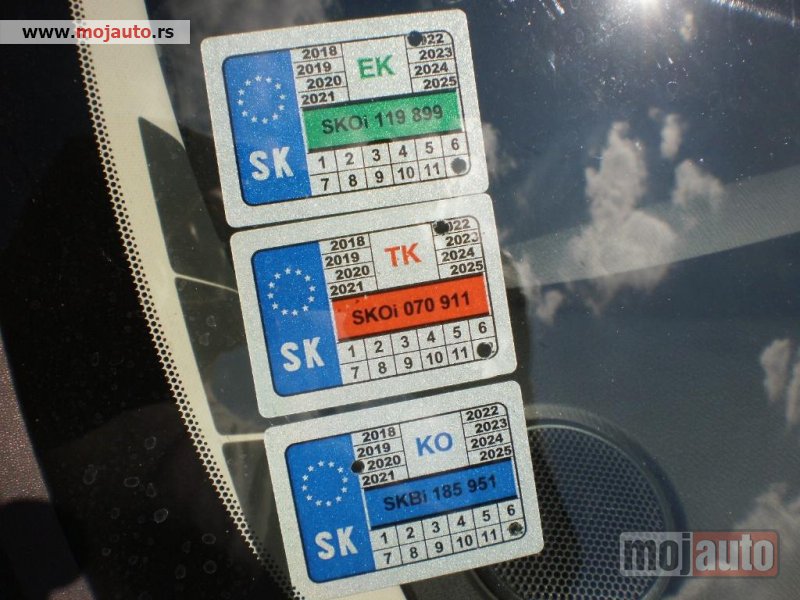 www.mojauto.rs
2018 2022
2019 EK 2023
2020 2024
2021 2025
SKOi 119 899
SK
1 2 3 4 5 6
7 8 9 10 11
2018 2022
2019 TK 2023
2020 2024
2021 2025
SKOi 070 911
SK
1 2 3 4 5 6
7 8 9 10 11
2018 2022
2019 KO 2023
2020 2024
2021 2025
SKBi 185 951
SK
1 2 3 4 5 6
7 8 9 10 11
mojauto